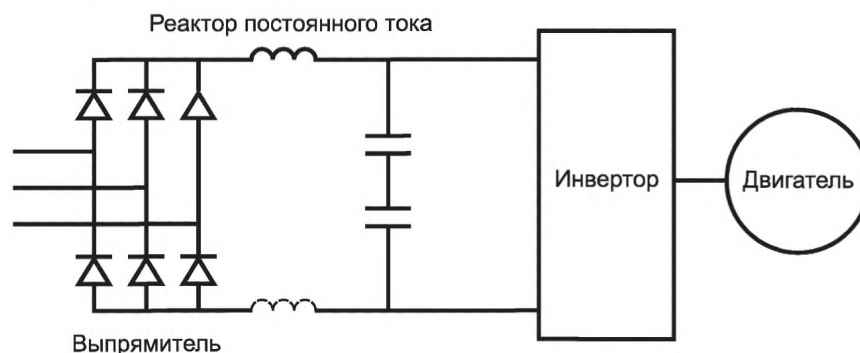 Реактор постоянного тока
Инвертор
Двигатель
Выпрямитель